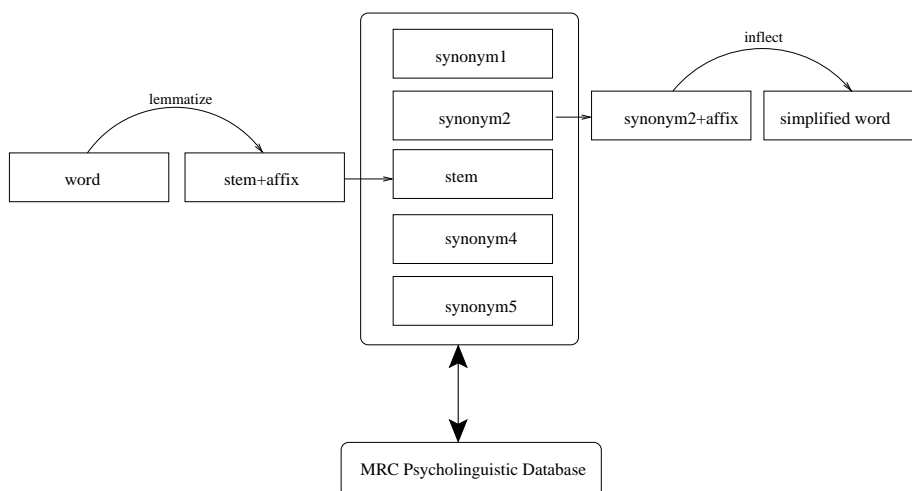 inflect
synonym1
lemmatize
synonym2
synonym2+affix
simplified word
word
stem+affix
stem
synonym4
synonym5
MRC Psycholinguistic Database